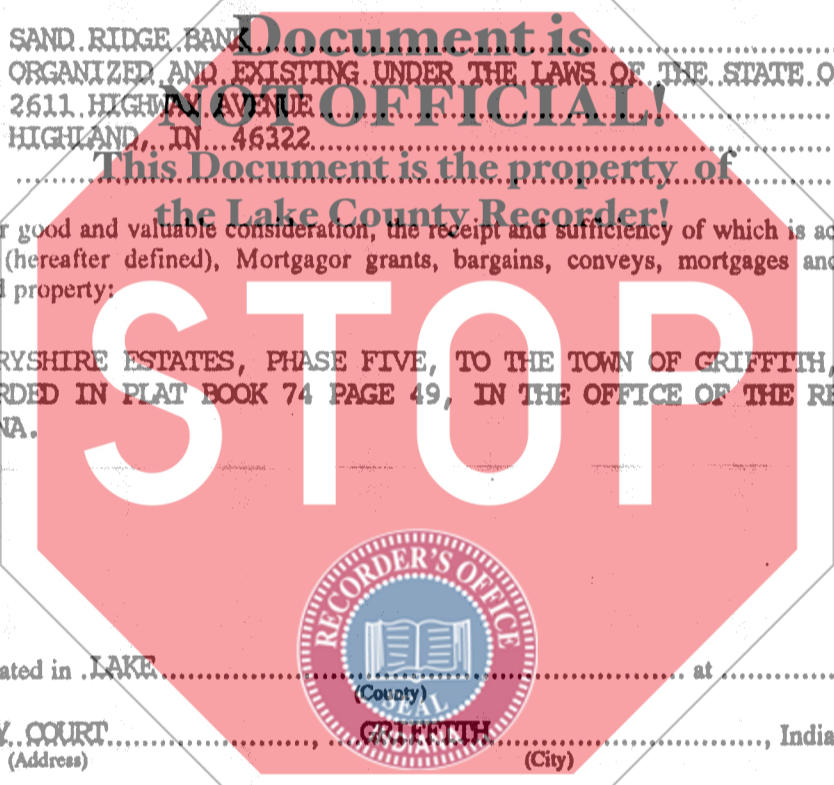 SAND RIDGE BANK
Document is
ORGANIZED AND EXISTING UNDER THE LAWS OF THE STATE O
2611 HIGHWAY AVENUE
NOT OFFICIAL!
HIGHLAND, IN 46322
This Document is the property of
the Lake County Recorder!
r good and valuable consideration, the receipt and sufficiency of which is ac
(hereafter defined), Mortgagor grants, bargains, conveys, mortgages and
d property:
STOP
RYSHIRE ESTATES, PHASE FIVE, TO THE TOWN OF GRIFFITH,
RDED IN PLAT BOOK 74 PAGE 49, IN THE OFFICE OF THE RE
NA.
RECORDER'S OFFICE
SEAL
INDIANA
ated in LAKE at
(County)
Y COURT, GRIFFITH, India
(Address) (City)